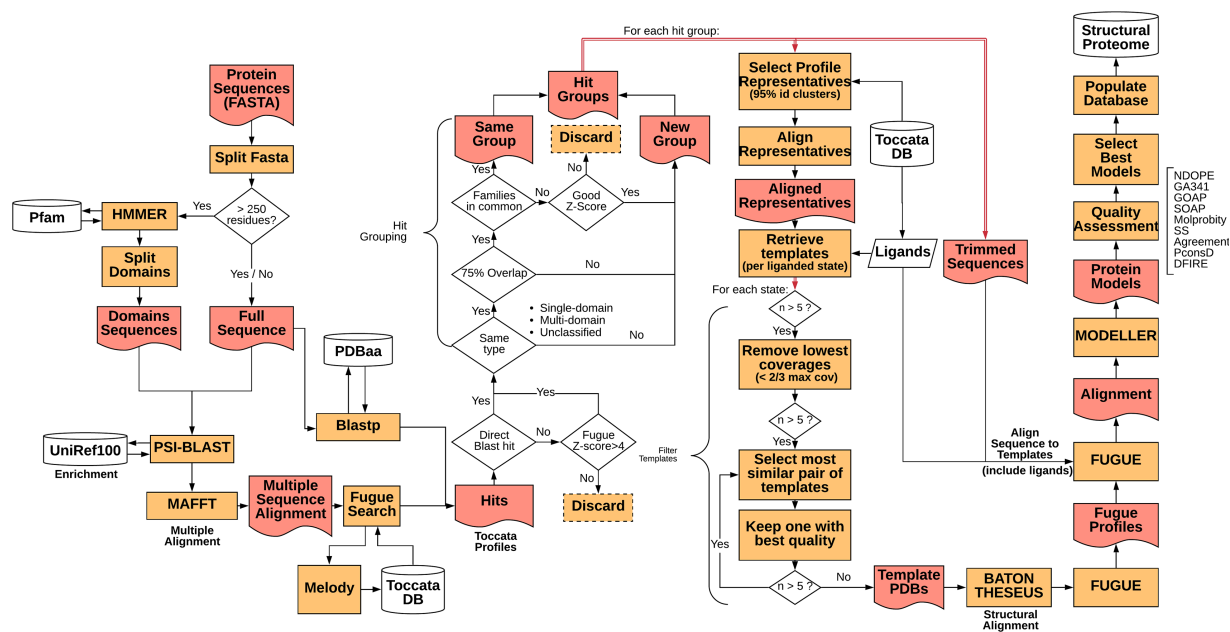 Protein
Sequences
(FASTA)
Split Fasta
> 250
residues?
Yes
HMMER
Pfam
Split
Domains
Domains
Sequences
Yes / No
Full
Sequence
PDBaa
Blastp
UniRef100
Enrichment
PSI-BLAST
MAFFT
Multiple
Alignment
Multiple
Sequence
Alignment
Fugue
Search
Melody
Toccata
DB
Hits
Toccata
Profiles
Direct
Blast hit
Yes
No
Fugue
Z-score>4
Yes
No
Discard
Same
type
Yes
No
• Single-domain
• Multi-domain
• Unclassified
75% Overlap
Yes
No
Families
in common
Yes
No
Good
Z-Score
No
Yes
Discard
Hit
Grouping
Same
Group
New
Group
Hit
Groups
For each hit group:
Select Profile
Representatives
(95% id clusters)
Align
Representatives
Aligned
Representatives
Retrieve
templates
(per liganded state)
Toccata
DB
Ligands
Trimmed
Sequences
For each state:
n > 5 ?
Yes
Remove lowest
coverages
(< 2/3 max cov)
n > 5 ?
Yes
Filter
Templates
Select most
similar pair of
templates
Keep one with
best quality
Yes
n > 5 ?
No
Template
PDBs
BATON
THESEUS
Structural
Alignment
FUGUE
Fugue
Profiles
FUGUE
Align
Sequence to
Templates
(include ligands)
Alignment
MODELLER
Protein
Models
Quality
Assessment
NDOPE
GA341
GOAP
SOAP
Molprobity
SS
Agreement
PconsD
DFIRE
Select
Best
Models
Populate
Database
Structural
Proteome